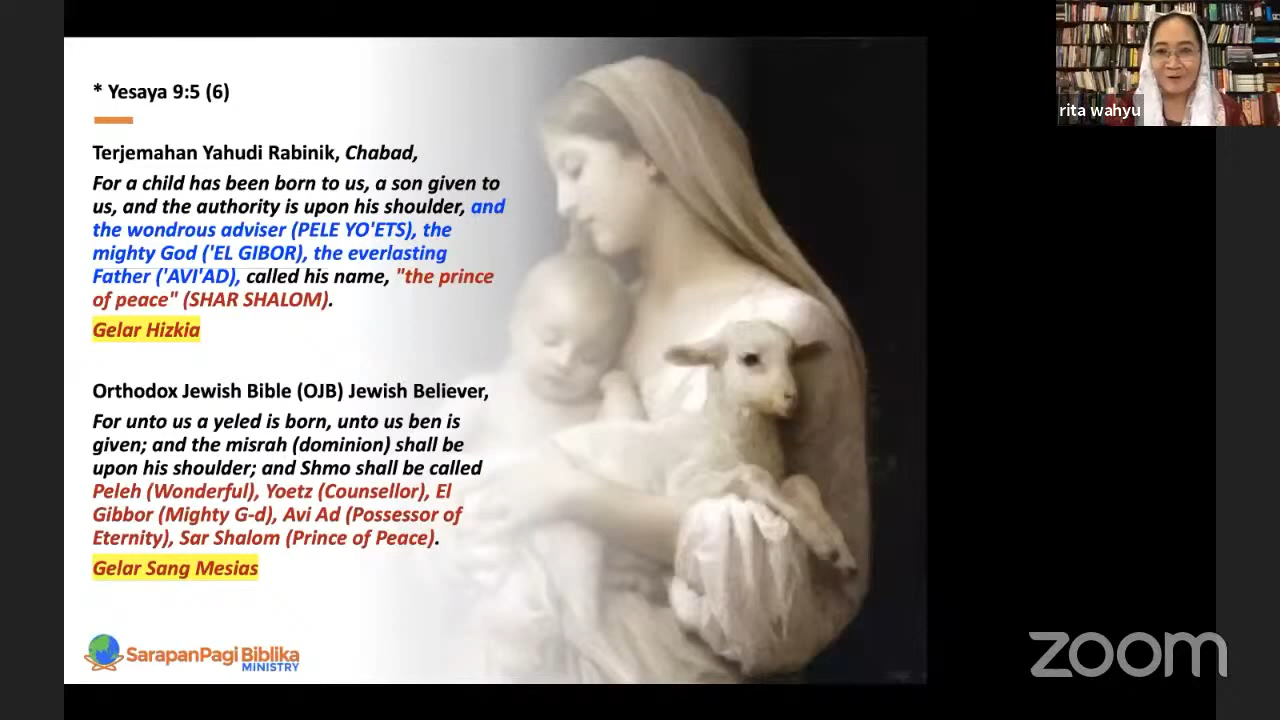 * Yesaya 9:5 (6)
Terjemahan Yahudi Rabinik, Chabad,
For a child has been born to us, a son given to
us, and the authority is upon his shoulder, and
the wondrous adviser (PELE YO'ETS), the
mighty God ('EL GIBOR), the everlasting
Father ('AVI'AD), called his name, "the prince
of peace" (SHAR SHALOM).
Gelar Hizkia
Orthodox Jewish Bible (OJB) Jewish Believer,
For unto us a yeled is born, unto us ben is
given; and the misrah (dominion) shall be
upon his shoulder; and Shmo shall be called
Peleh (Wonderful), Yoetz (Counsellor), El
Gibbor (Mighty G-d), Avi Ad (Possessor of
Eternity), Sar Shalom (Prince of Peace).
Gelar Sang Mesias
SarapanPagi Biblika
MINISTRY
rita wahyu
zoom